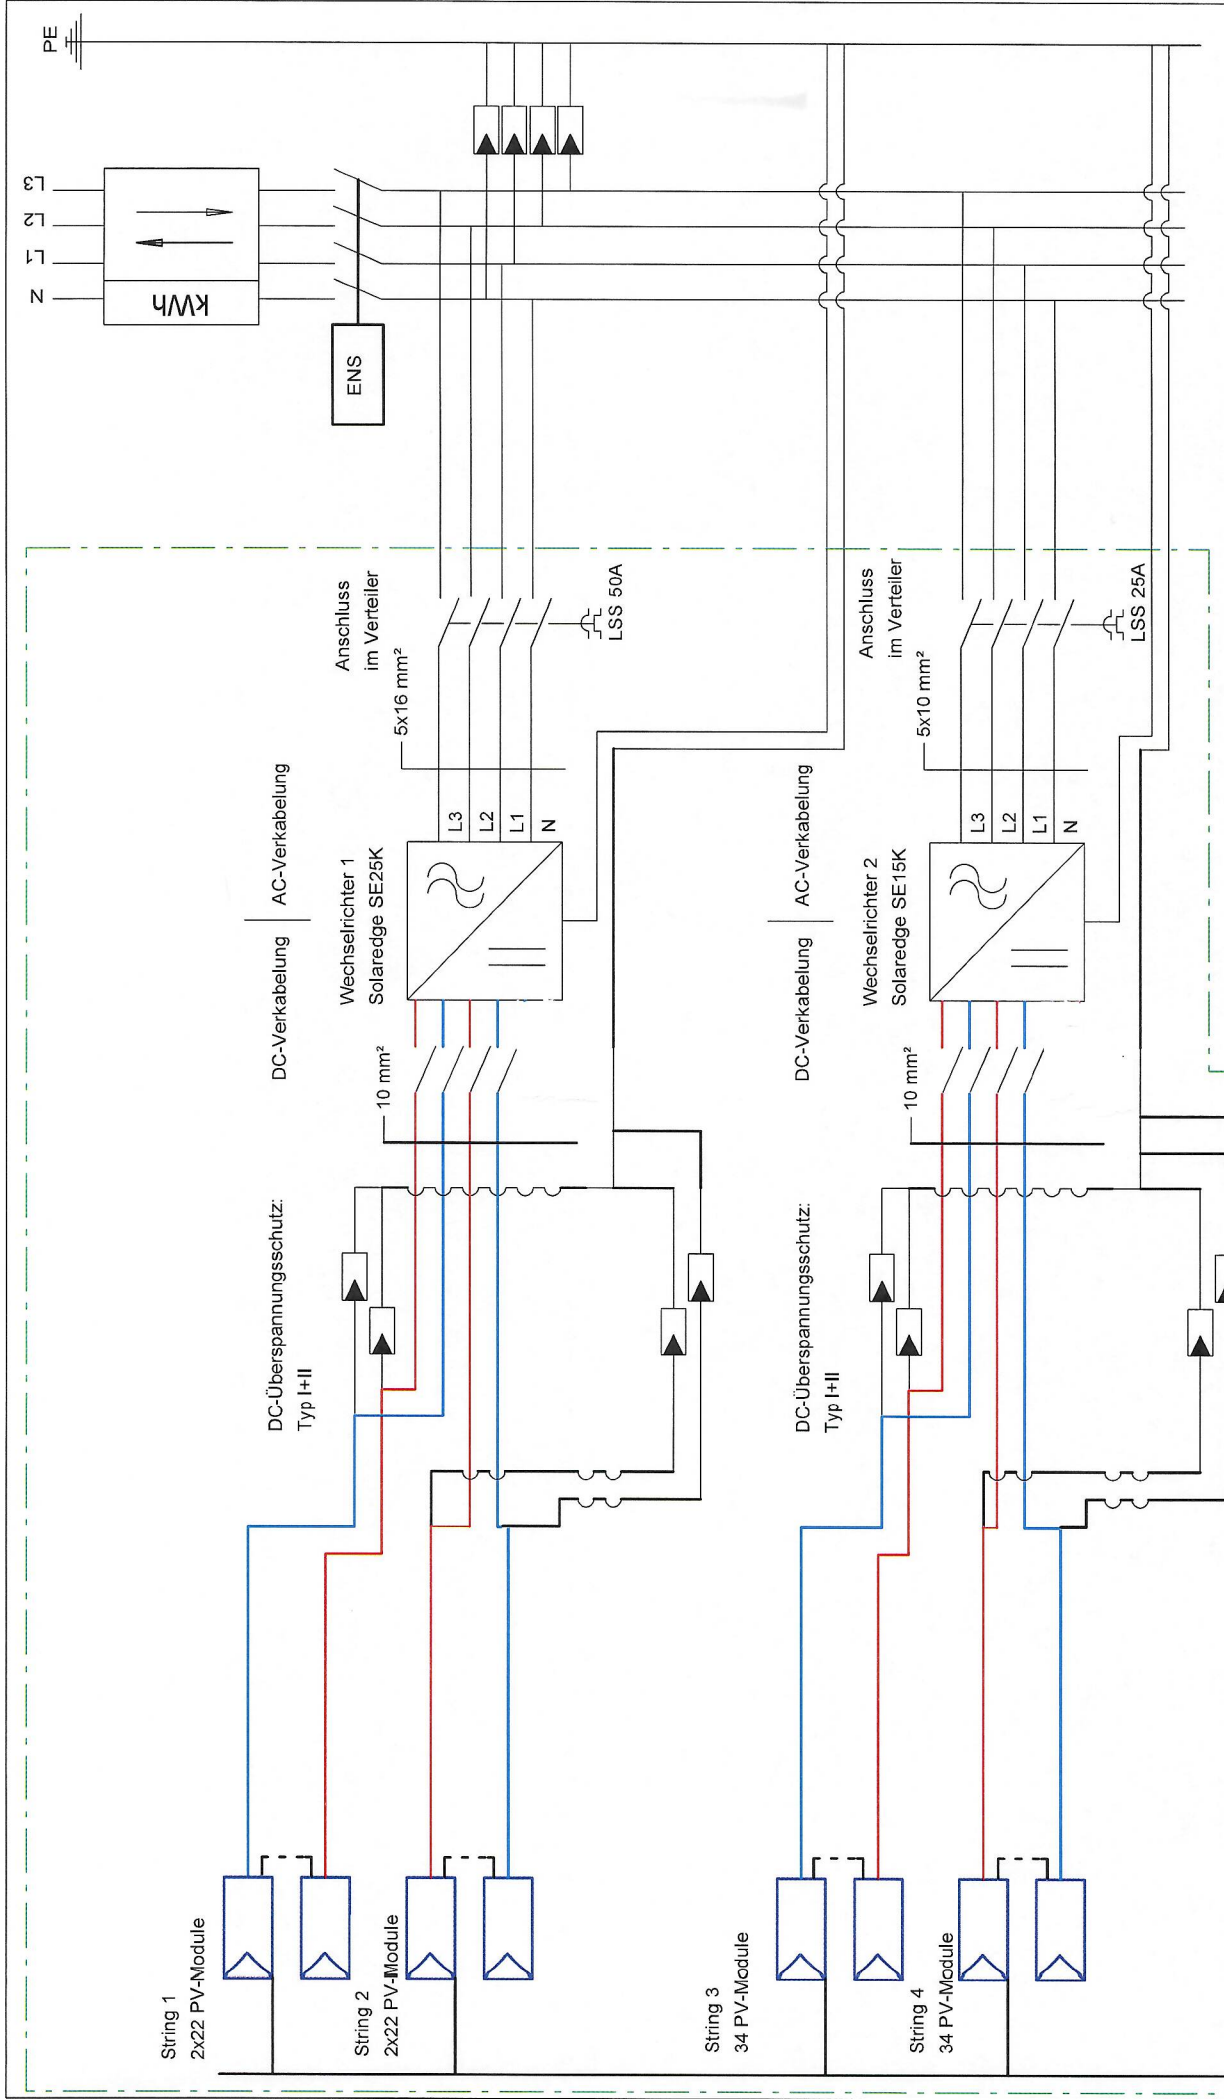 PE
L3
L2
L1
N
kWh
ENS
Anschluss
im Verteiler
5x16 mm²
LSS 50A
AC-Verkabelung
DC-Verkabelung
Wechselrichter 1
Solaredge SE25K
L3
L2
L1
N
10 mm²
DC-Überspannungsschutz:
Typ I+II
String 1
2x22 PV-Module
String 2
2x22 PV-Module
Anschluss
im Verteiler
5x10 mm²
LSS 25A
AC-Verkabelung
DC-Verkabelung
Wechselrichter 2
Solaredge SE15K
L3
L2
L1
N
10 mm²
DC-Überspannungsschutz:
Typ I+II
String 3
34 PV-Module
String 4
34 PV-Module